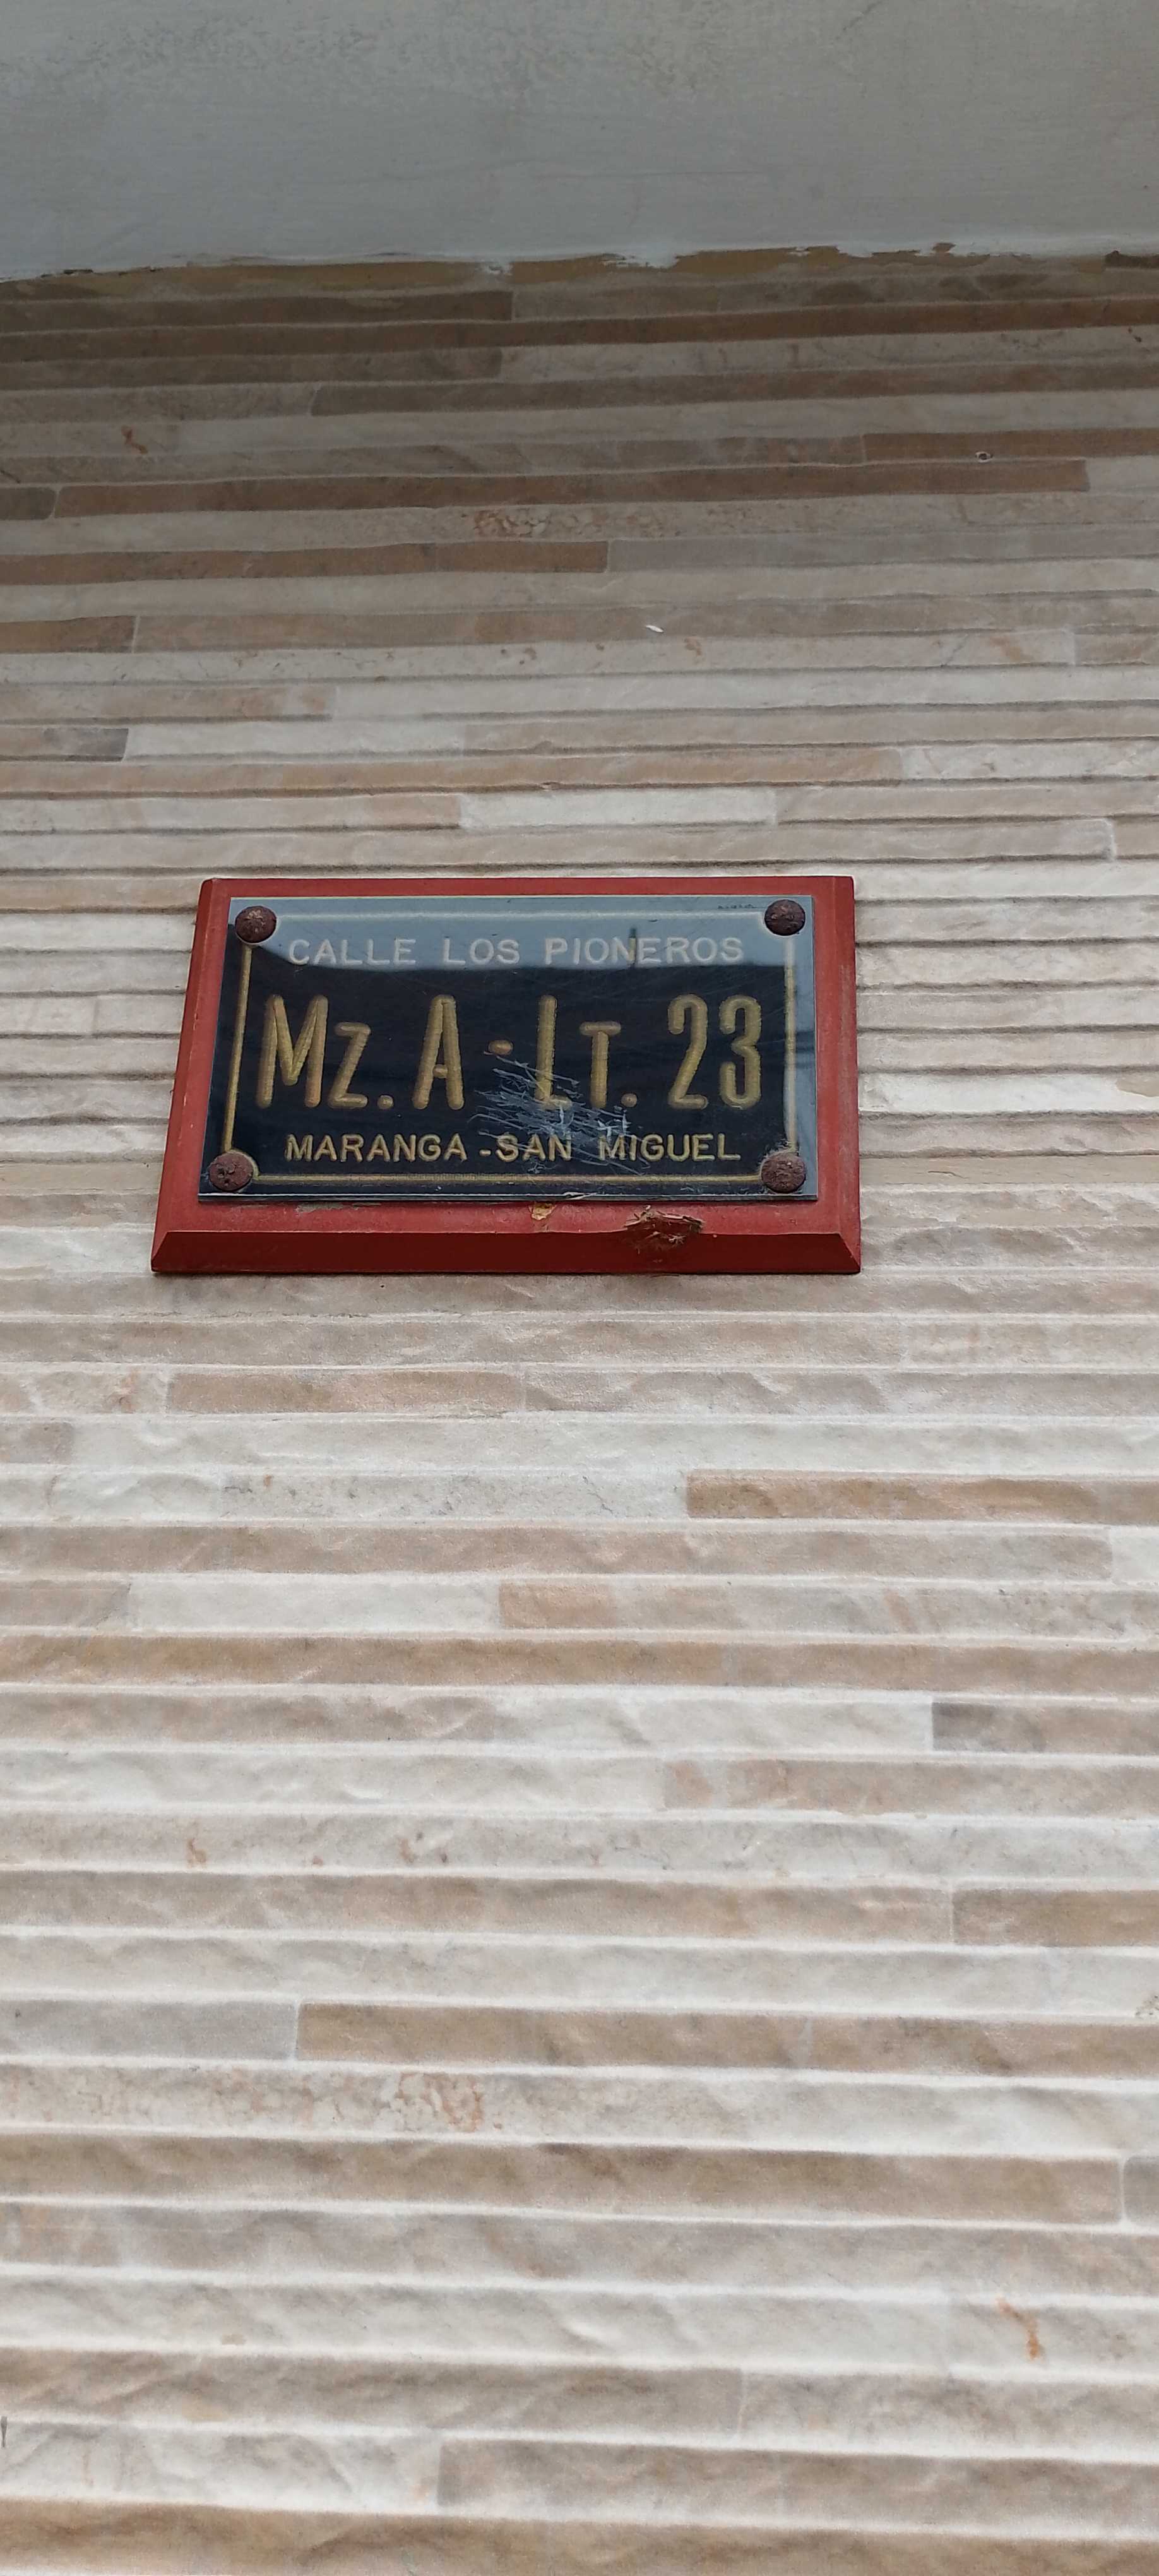 CALLE LOS PIONEROS
Mz. A · LT. 23
MARANGA - SAN MIGUEL